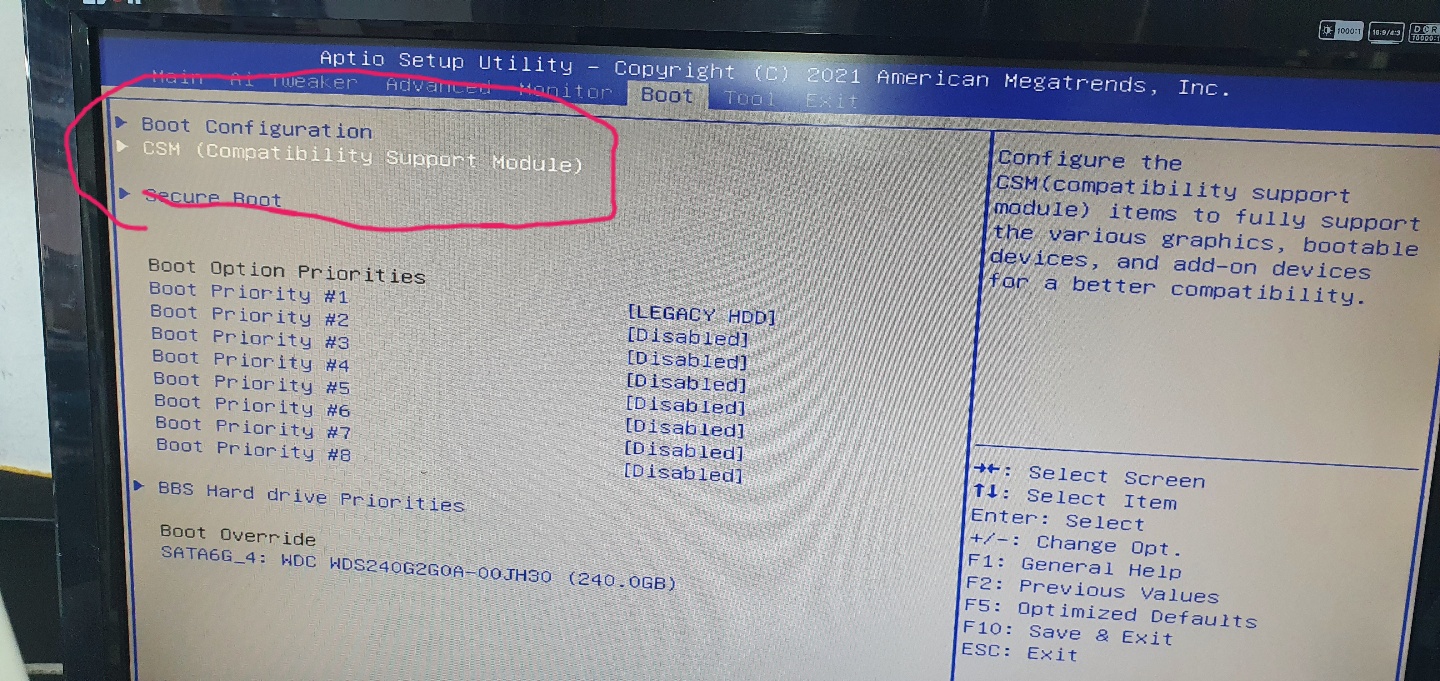 Aptio Setup Utility - Copyright (C) 2021 American Megatrends, Inc.
Main Ai Tweaker Advanced Monitor Boot Tool Exit
Boot Configuration
CSM (Compatibility Support Module)
Secure Boot
Boot Option Priorities
Boot Priority #1 [LEGACY HDD]
Boot Priority #2 [Disabled]
Boot Priority #3 [Disabled]
Boot Priority #4 [Disabled]
Boot Priority #5 [Disabled]
Boot Priority #6 [Disabled]
Boot Priority #7 [Disabled]
Boot Priority #8 [Disabled]
BBS Hard drive Priorities
Boot Override
SATA6G_4: WDC WDS240G2G0A-00JH30 (240.0GB)
Configure the
CSM(compatibility support
module) items to fully support
the various graphics, bootable
devices, and add-on devices
for a better compatibility.
→←: Select Screen
↑↓: Select Item
Enter: Select
+/-: Change Opt.
F1: General Help
F2: Previous Values
F5: Optimized Defaults
F10: Save & Exit
ESC: Exit
1000:1